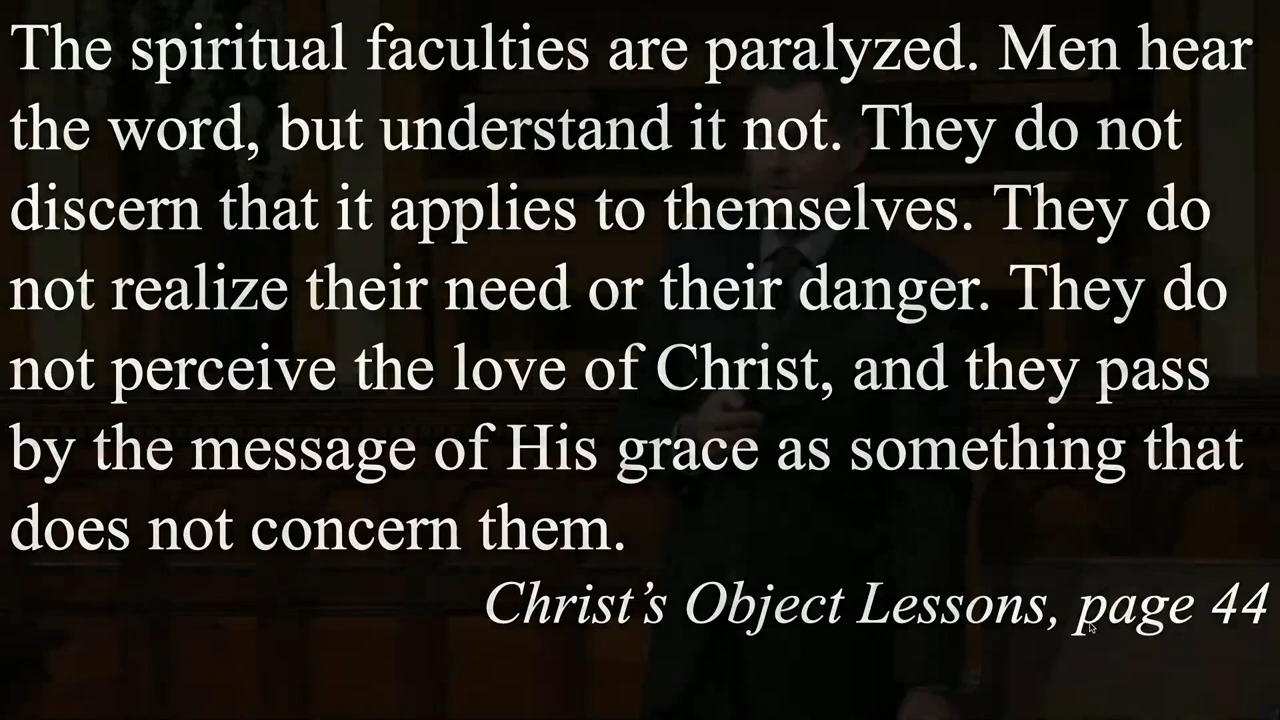 The spiritual faculties are paralyzed. Men hear
the word, but understand it not. They do not
discern that it applies to themselves. They do
not realize their need or their danger. They do
not perceive the love of Christ, and they pass
by the message of His grace as something that
does not concern them.
Christ’s Object Lessons, page 44